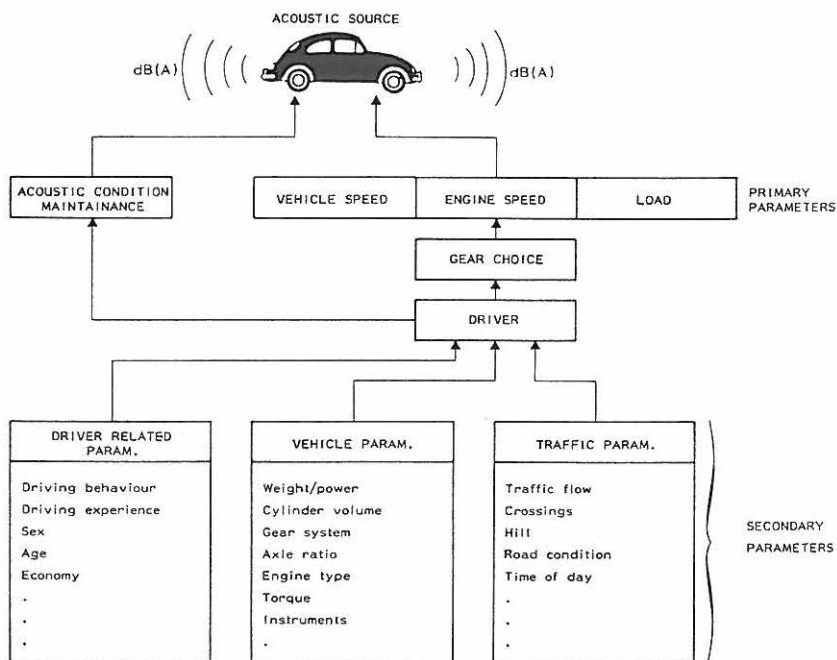 ACOUSTIC SOURCE
dB(A)
dB(A)
ACOUSTIC CONDITION
MAINTAINANCE
VEHICLE SPEED
ENGINE SPEED
LOAD
PRIMARY
PARAMETERS
GEAR CHOICE
DRIVER
DRIVER RELATED
PARAM.
Driving behaviour
Driving experience
Sex
Age
Economy
.
.
.
VEHICLE PARAM.
Weight/power
Cylinder volume
Gear system
Axle ratio
Engine type
Torque
Instruments
.
TRAFFIC PARAM.
Traffic flow
Crossings
Hill
Road condition
Time of day
.
.
.
SECONDARY
PARAMETERS